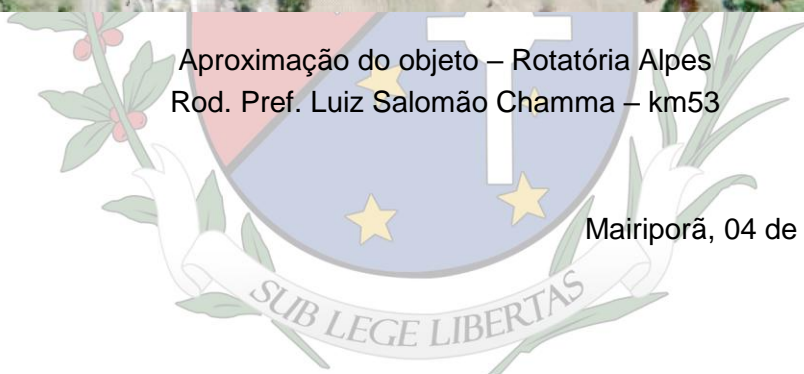 Aproximação do objeto – Rotatória Alpes
Rod. Pref. Luiz Salomão Chamma – km53
Mairiporã, 04 de
SUB LEGE LIBERTAS